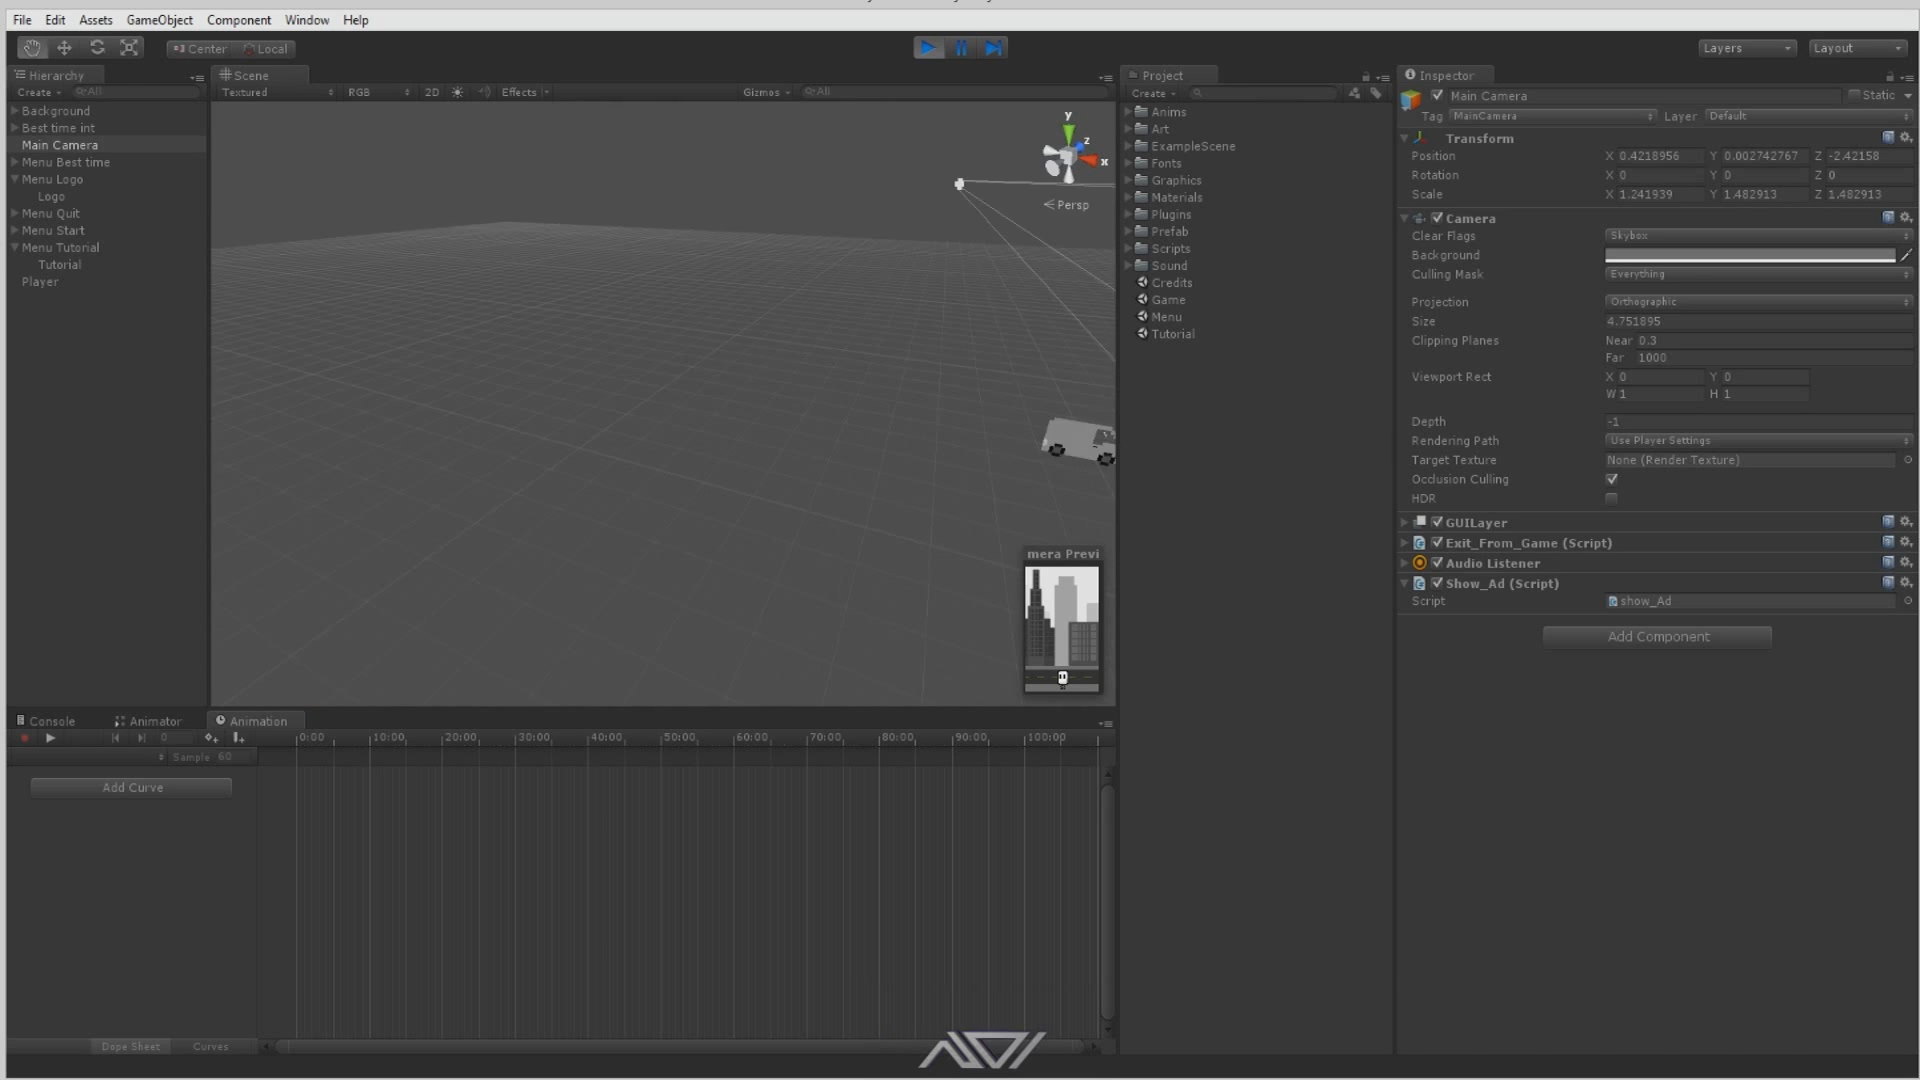 File Edit Assets GameObject Component Window Help
Center Local Layers Layout
Hierarchy
Create All
Background
Best time int
Main Camera
Menu Best time
Menu Logo
Logo
Menu Quit
Menu Start
Menu Tutorial
Tutorial
Player
Scene
Textured RGB 2D Effects Gizmos All
y
z
x
Persp
mera Previ
Project
Create
Anims
Art
ExampleScene
Fonts
Graphics
Materials
Plugins
Prefab
Scripts
Sound
Credits
Game
Menu
Tutorial
Inspector
Main Camera Static
Tag MainCamera Layer Default
Transform
Position X 0.4218956 Y 0.002742767 Z -2.42158
Rotation X 0 Y 0 Z 0
Scale X 1.241939 Y 1.482913 Z 1.482913
Camera
Clear Flags Skybox
Background
Culling Mask Everything
Projection Orthographic
Size 4.751895
Clipping Planes Near 0.3
Far 1000
Viewport Rect X 0 Y 0
W 1 H 1
Depth -1
Rendering Path Use Player Settings
Target Texture None (Render Texture)
Occlusion Culling
HDR
GUILayer
Exit_From_Game (Script)
Audio Listener
Show_Ad (Script)
Script show_Ad
Add Component
Console Animator Animation
0 0:00 10:00 20:00 30:00 40:00 50:00 60:00 70:00 80:00 90:00 100:00
Sample 60
Add Curve
Dope Sheet Curves